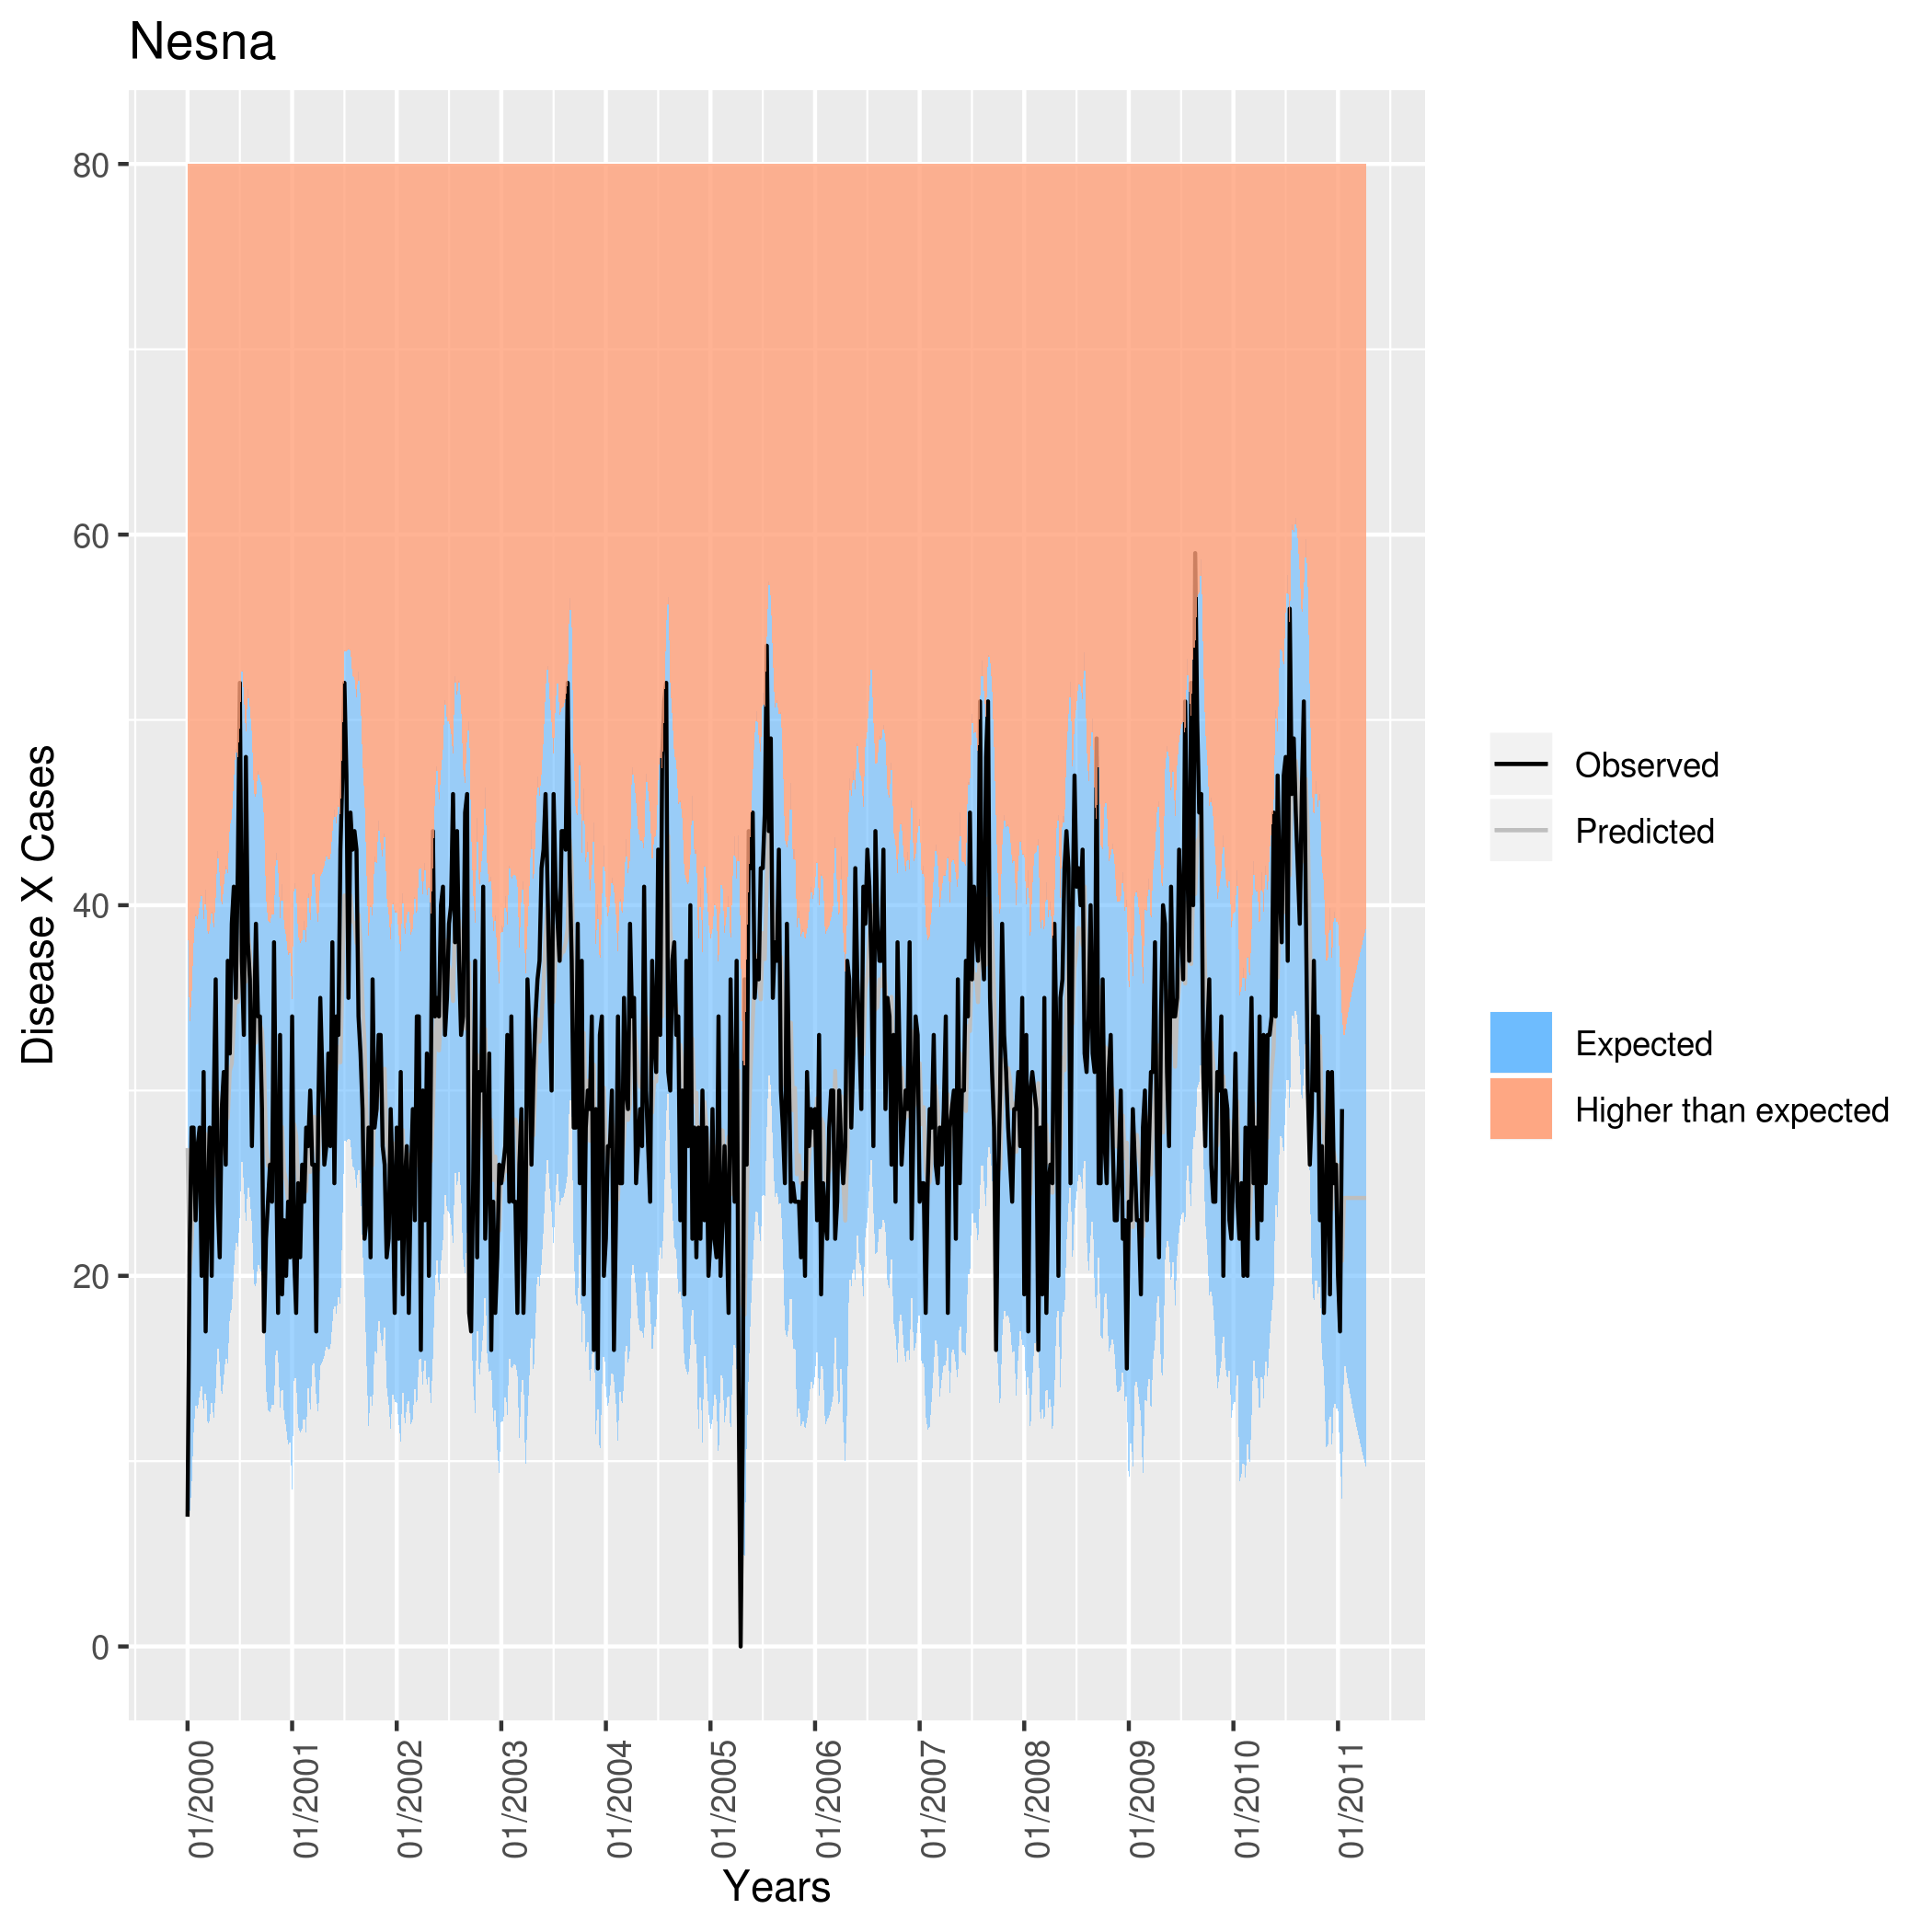 Nesna
80
60
40
20
0
Disease X Cases
01/2000
01/2001
01/2002
01/2003
01/2004
01/2005
01/2006
01/2007
01/2008
01/2009
01/2010
01/2011
Years
Observed
Predicted
Expected
Higher than expected